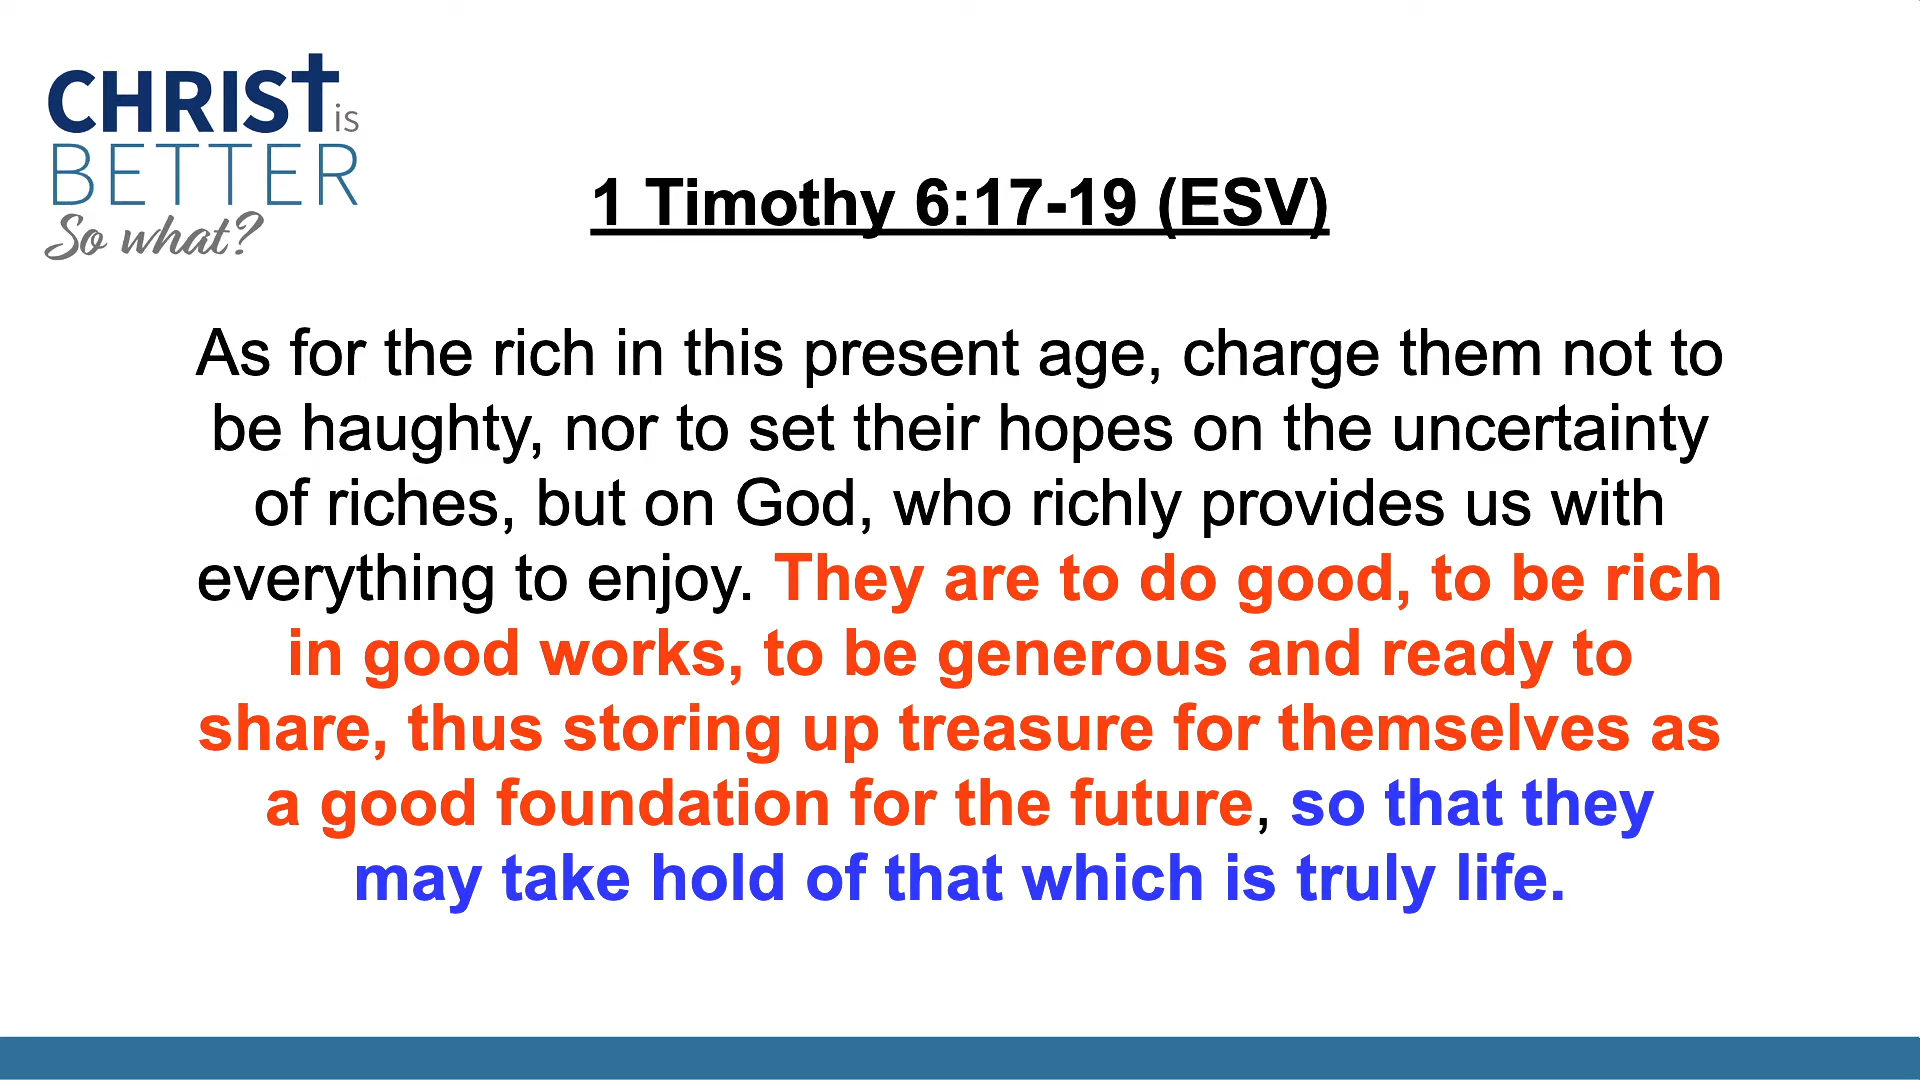 CHRIST is
BETTER
So what?
1 Timothy 6:17-19 (ESV)
As for the rich in this present age, charge them not to
be haughty, nor to set their hopes on the uncertainty
of riches, but on God, who richly provides us with
everything to enjoy. They are to do good, to be rich
in good works, to be generous and ready to
share, thus storing up treasure for themselves as
a good foundation for the future, so that they
may take hold of that which is truly life.